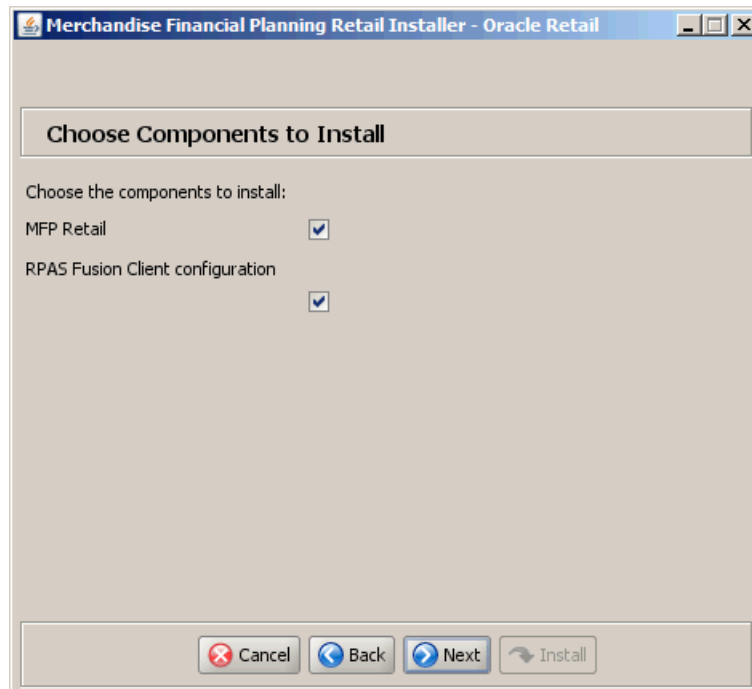 Merchandise Financial Planning Retail Installer - Oracle Retail
Choose Components to Install
Choose the components to install:
MFP Retail
RPAS Fusion Client configuration
Cancel Back Next Install